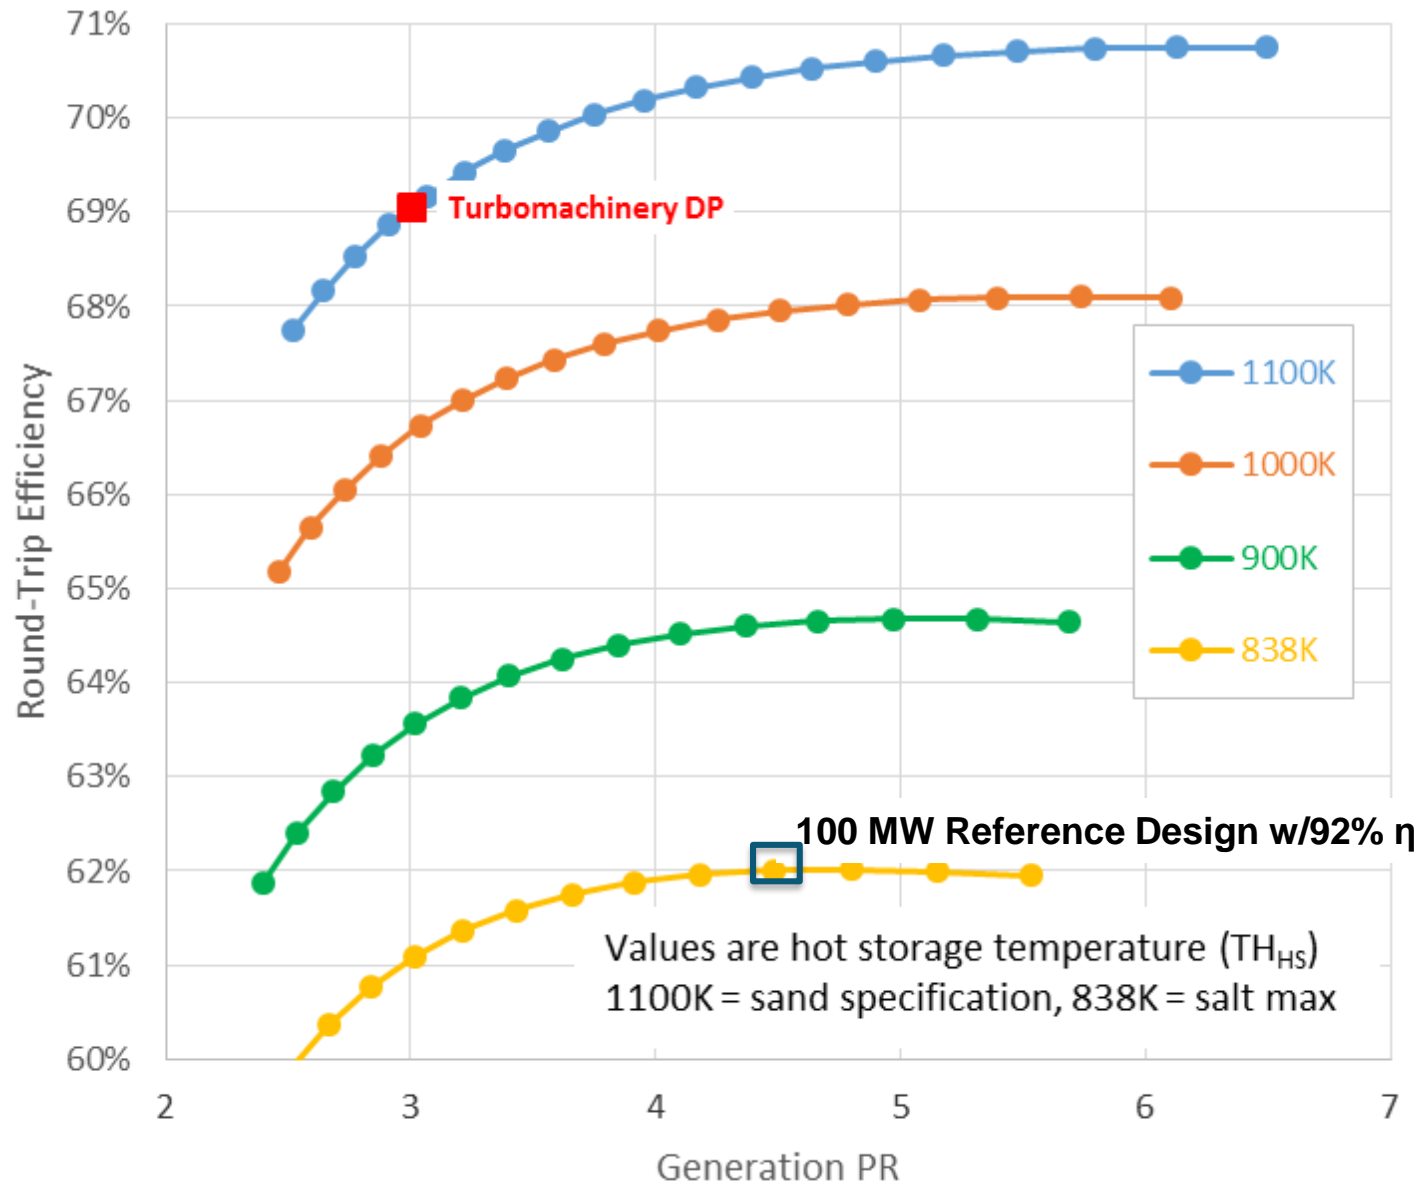 71%
70%
69%
68%
67%
66%
65%
64%
63%
62%
61%
60%
Round-Trip Efficiency
Turbomachinery DP
1100K
1000K
900K
838K
100 MW Reference Design w/92% η
Values are hot storage temperature (TH_HS)
1100K = sand specification, 838K = salt max
2 3 4 5 6 7
Generation PR